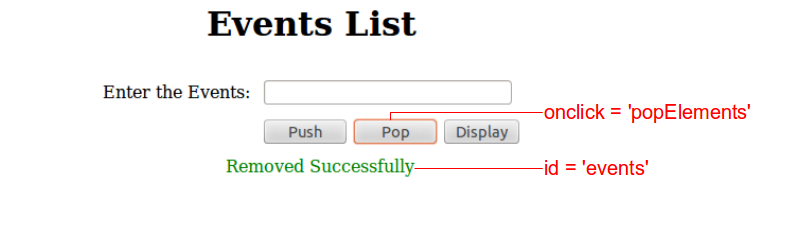 Events List
Enter the Events:
onclick = 'popElements'
Push Pop Display
Removed Successfully id = 'events'